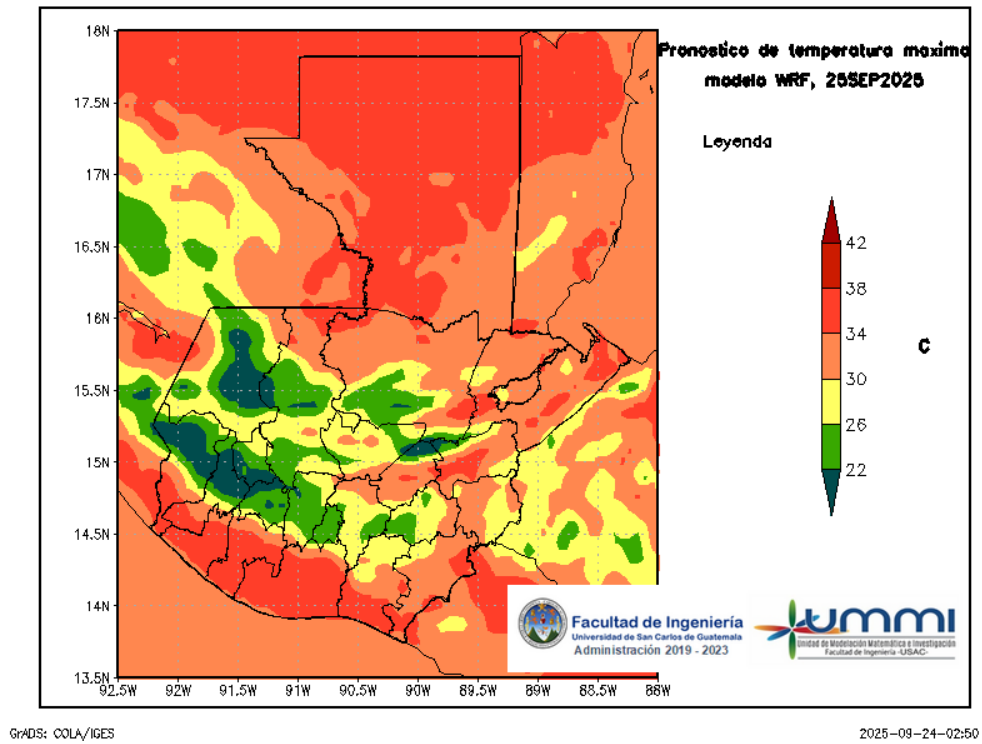 Pronostico de temperatura maxima
modelo WRF, 25SEP2025
Leyenda
42
38
34
30
26
22
C
18N
17.5N
17N
16.5N
16N
15.5N
15N
14.5N
14N
13.5N
92.5W 92W 91.5W 91W 90.5W 90W 89.5W 89W 88.5W 88W
Facultad de Ingeniería
Universidad de San Carlos de Guatemala
Administración 2019 - 2023
ummi
Unidad de Modelación Matemática e Investigación
Facultad de Ingeniería -USAC-
GrADS: COLA/IGES
2025-09-24-02:50